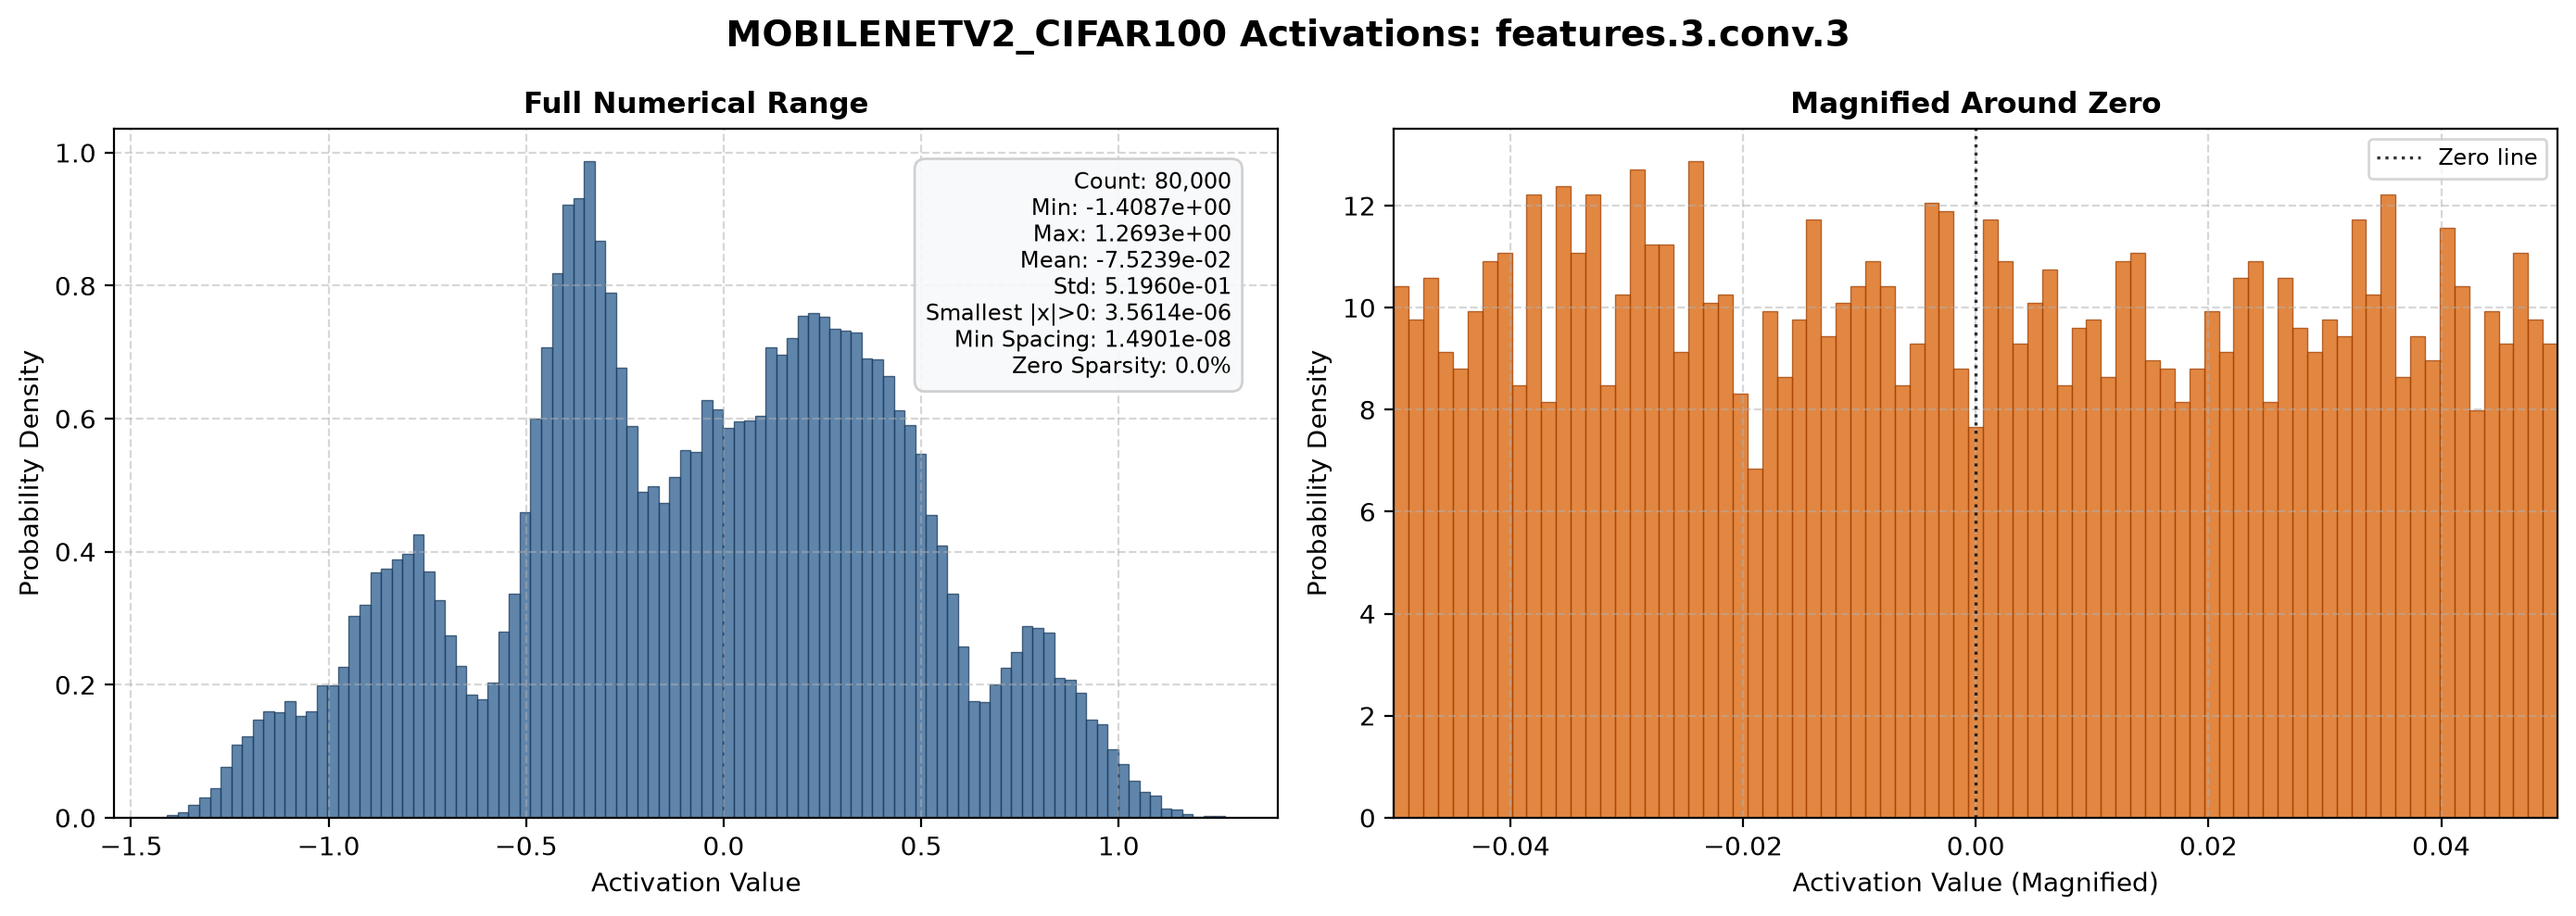 MOBILENETV2_CIFAR100 Activations: features.3.conv.3
Full Numerical Range
Probability Density
1.0
0.8
0.6
0.4
0.2
0.0
−1.5
−1.0
−0.5
0.0
0.5
1.0
Activation Value
Count: 80,000
Min: -1.4087e+00
Max: 1.2693e+00
Mean: -7.5239e-02
Std: 5.1960e-01
Smallest |x|>0: 3.5614e-06
Min Spacing: 1.4901e-08
Zero Sparsity: 0.0%
Magnified Around Zero
Probability Density
12
10
8
6
4
2
0
−0.04
−0.02
0.00
0.02
0.04
Activation Value (Magnified)
Zero line